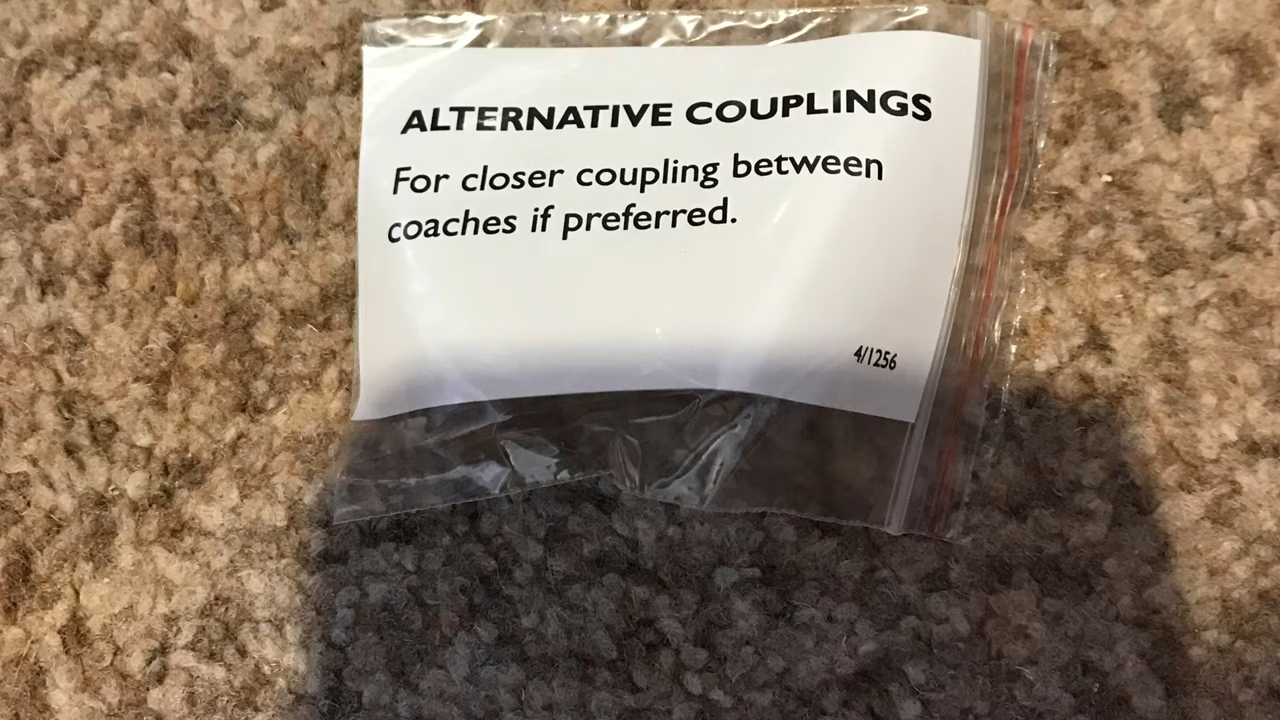 ALTERNATIVE COUPLINGS
For closer coupling between
coaches if preferred.
4/1256